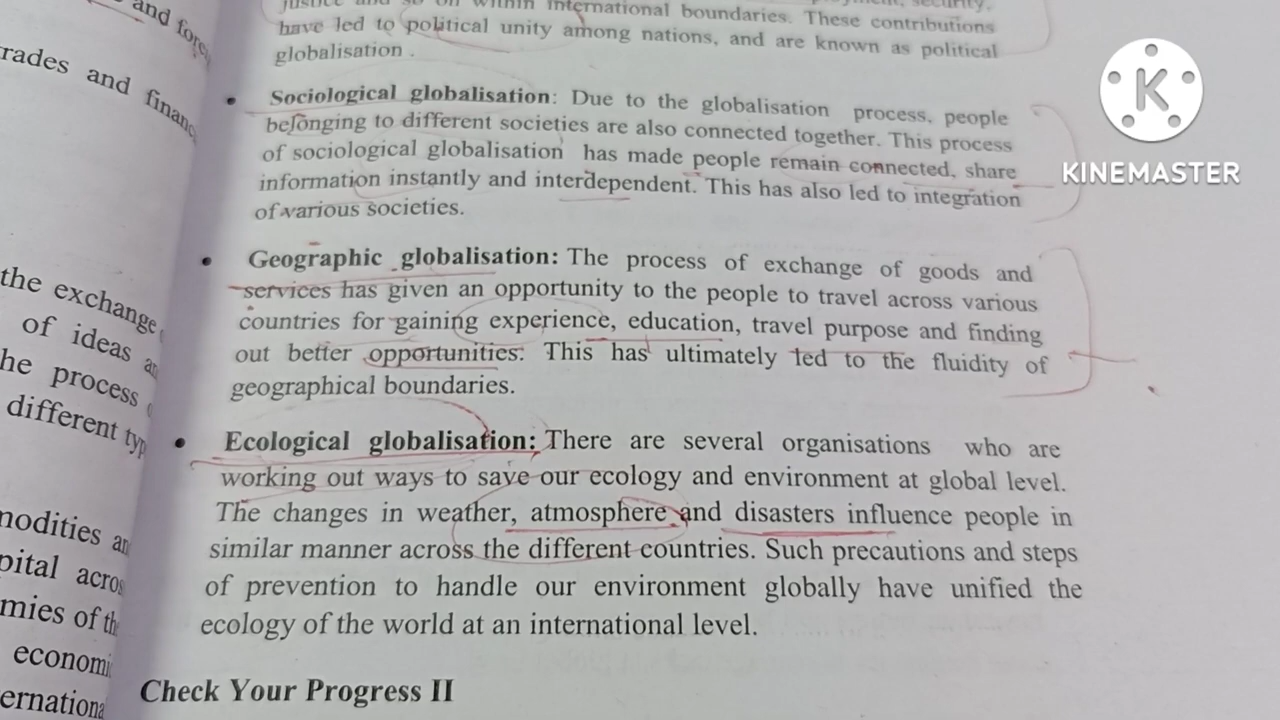 and
rades and
the exchange
of ideas
he process
different
modities
pital
mies of
within international boundaries. These contributions
have led to political unity among nations, and are known as political
globalisation .
• Sociological globalisation: Due to the globalisation process, people
belonging to different societies are also connected together. This process
of sociological globalisation has made people remain connected, share
information instantly and interdependent. This has also led to integration
of various societies.
• Geographic globalisation: The process of exchange of goods and
services has given an opportunity to the people to travel across various
countries for gaining experience, education, travel purpose and finding
out better opportunities. This has ultimately led to the fluidity of
geographical boundaries.
• Ecological globalisation: There are several organisations who are
working out ways to save our ecology and environment at global level.
The changes in weather, atmosphere and disasters influence people in
similar manner across the different countries. Such precautions and steps
of prevention to handle our environment globally have unified the
ecology of the world at an international level.
Check Your Progress II
K
KINEMASTER